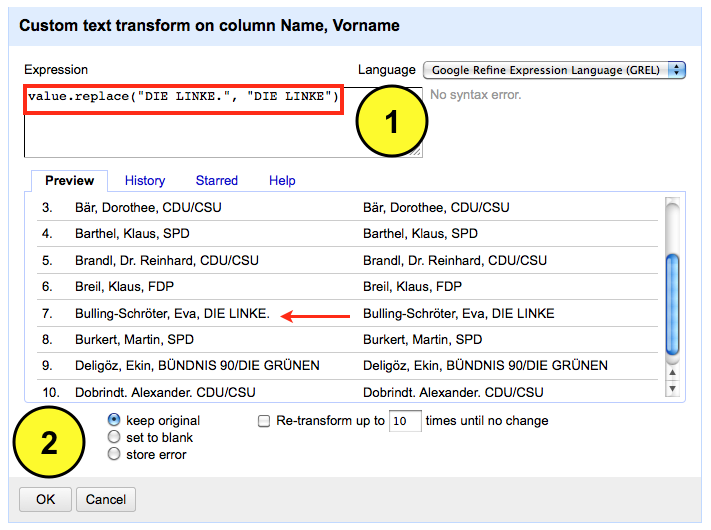 Custom text transform on column Name, Vorname
Expression Language Google Refine Expression Language (GREL)
value.replace("DIE LINKE.", "DIE LINKE") No syntax error.
1
Preview History Starred Help
3. Bär, Dorothee, CDU/CSU Bär, Dorothee, CDU/CSU
4. Barthel, Klaus, SPD Barthel, Klaus, SPD
5. Brandl, Dr. Reinhard, CDU/CSU Brandl, Dr. Reinhard, CDU/CSU
6. Breil, Klaus, FDP Breil, Klaus, FDP
7. Bulling-Schröter, Eva, DIE LINKE. Bulling-Schröter, Eva, DIE LINKE
8. Burkert, Martin, SPD Burkert, Martin, SPD
9. Deligöz, Ekin, BÜNDNIS 90/DIE GRÜNEN Deligöz, Ekin, BÜNDNIS 90/DIE GRÜNEN
10. Dobrindt. Alexander. CDU/CSU Dobrindt. Alexander. CDU/CSU
keep original Re-transform up to 10 times until no change
2
set to blank
store error
OK Cancel